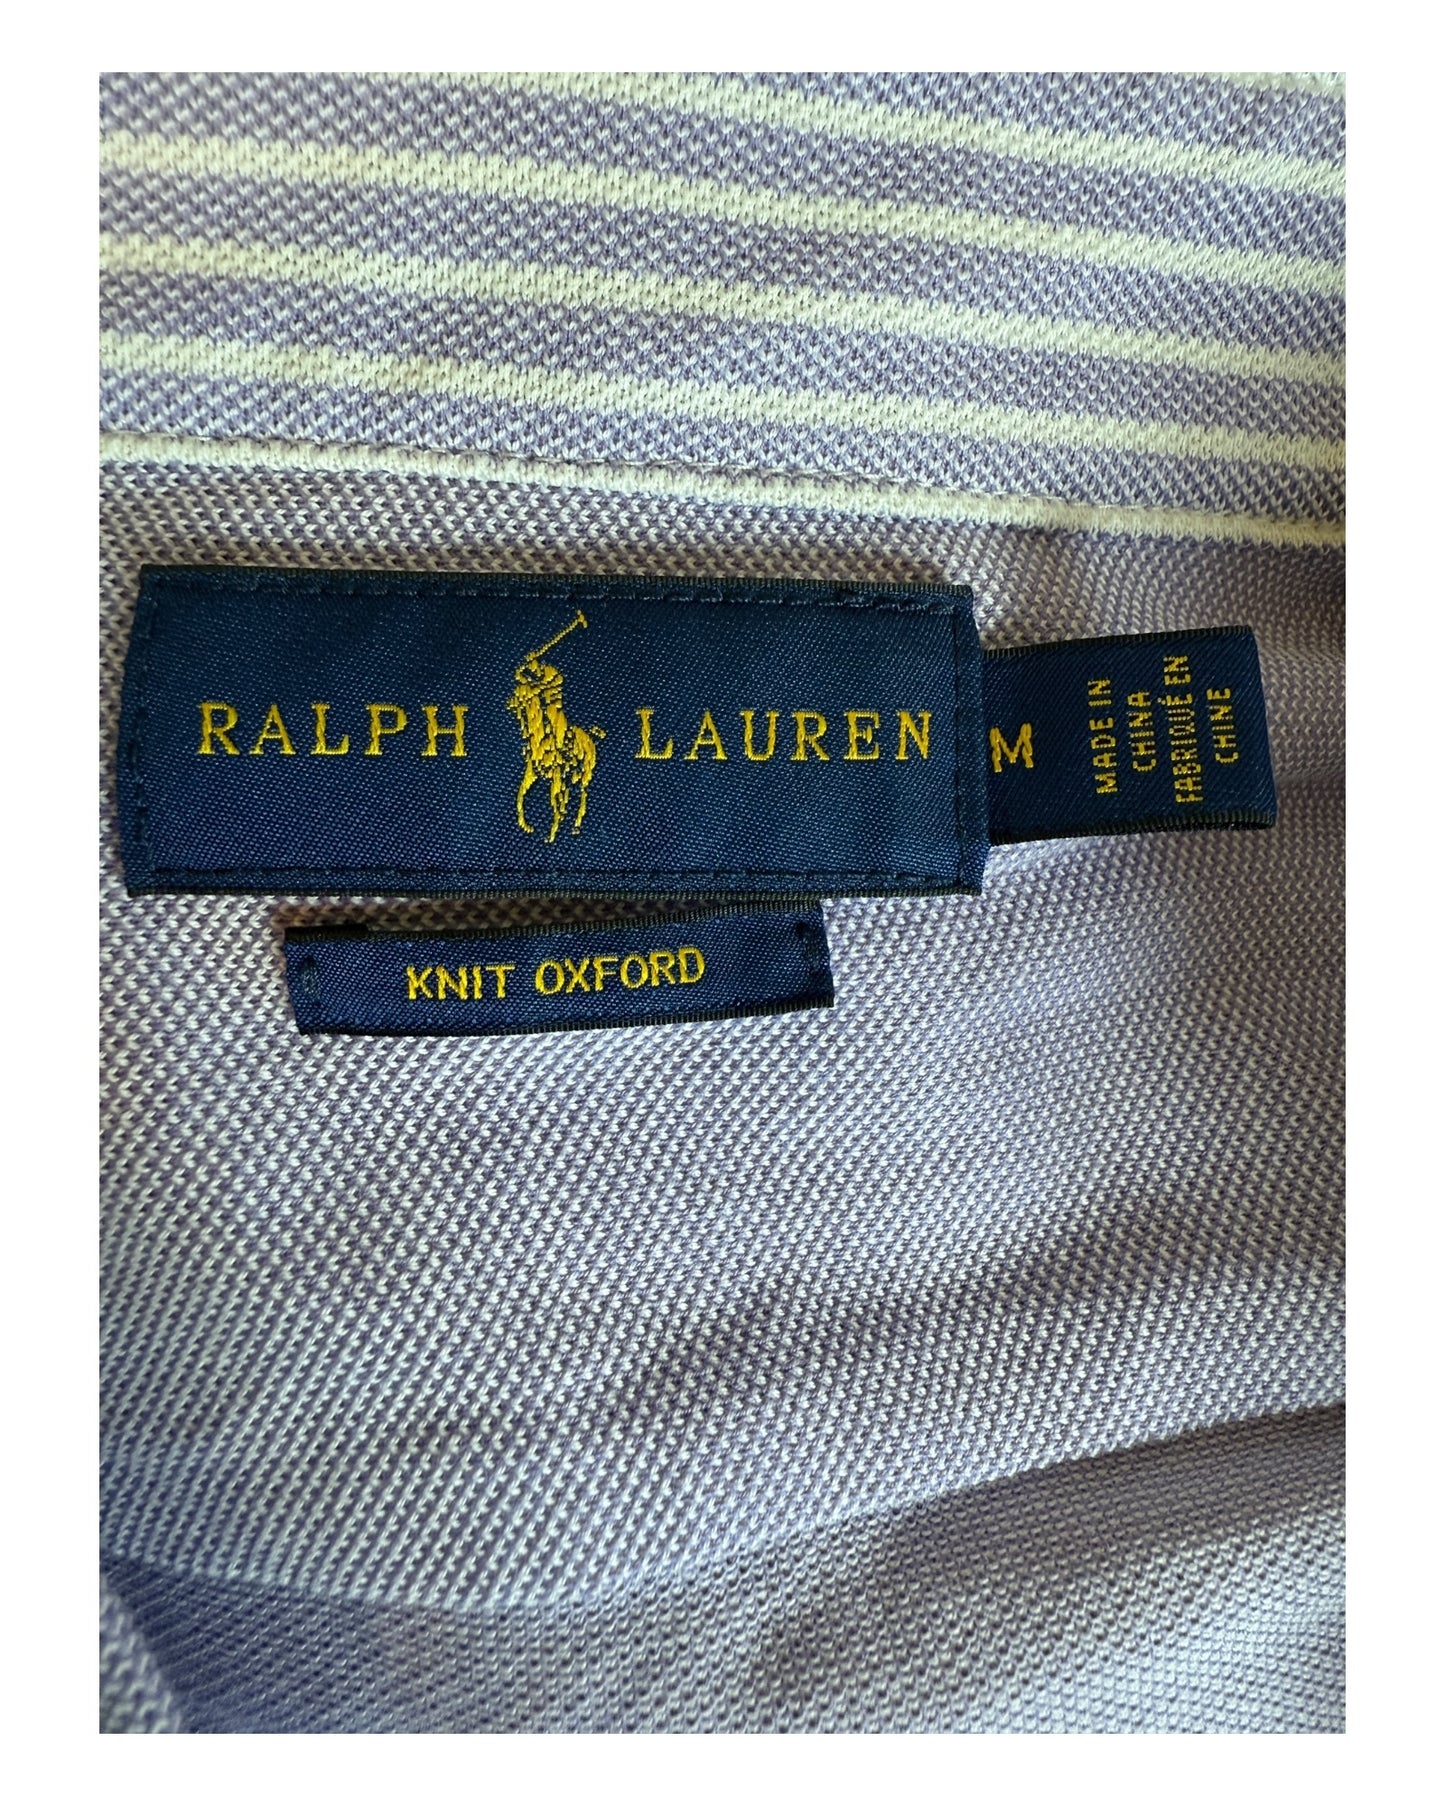 RALPH LAUREN
M
MADE IN
CHINA
FABRIQUÉ EN
CHINE
KNIT OXFORD